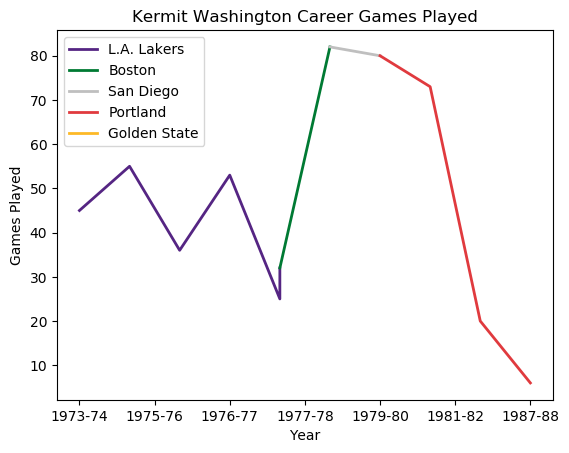 Kermit Washington Career Games Played
L.A. Lakers
Boston
San Diego
Portland
Golden State
80
70
60
50
40
30
20
10
Games Played
1973-74 1975-76 1976-77 1977-78 1979-80 1981-82 1987-88
Year